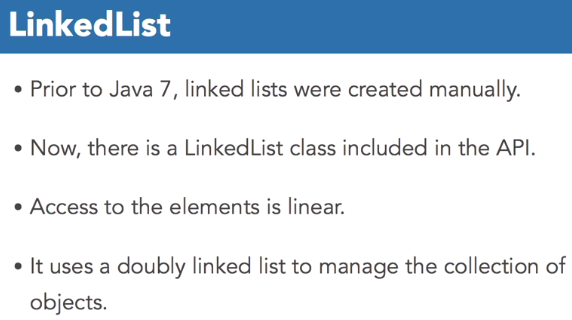 LinkedList
• Prior to Java 7, linked lists were created manually.
• Now, there is a LinkedList class included in the API.
• Access to the elements is linear.
• It uses a doubly linked list to manage the collection of
objects.